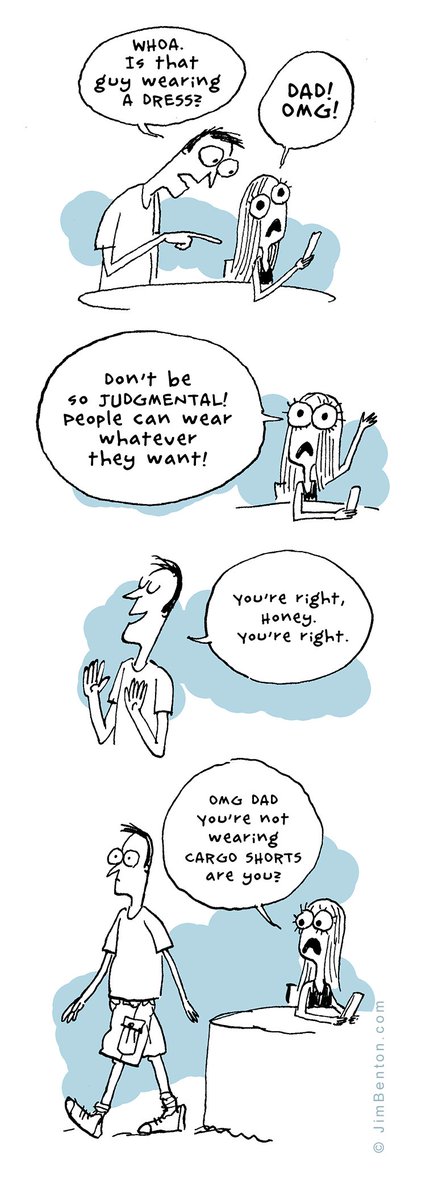 WHOA.
Is that
guy wearing
A DRESS?
DAD!
OMG!
Don't be
so JUDGMENTAL!
People can wear
whatever
they want!
You're right,
Honey.
You're right.
OMG DAD
You're not
wearing
CARGO SHORTS
are you?
© JimBenton.com